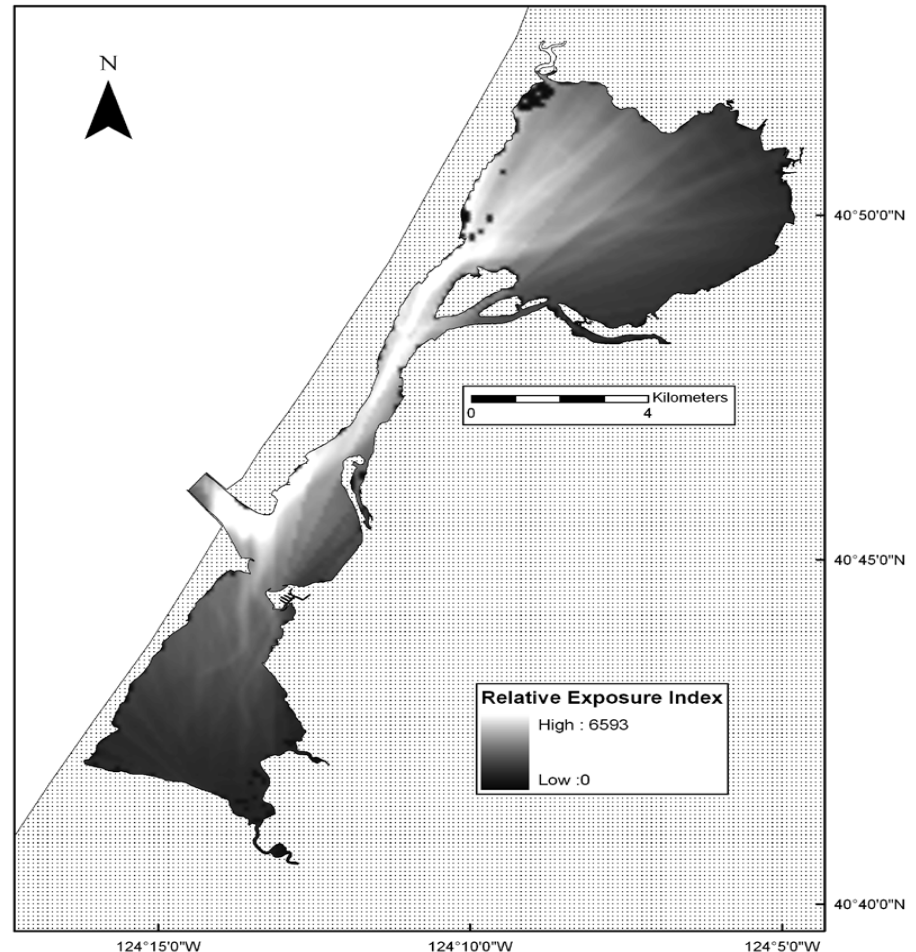 N
40°50'0"N
Kilometers
0 4
40°45'0"N
Relative Exposure Index
High : 6593
Low :0
40°40'0"N
124°15'0"W 124°10'0"W 124°5'0"W